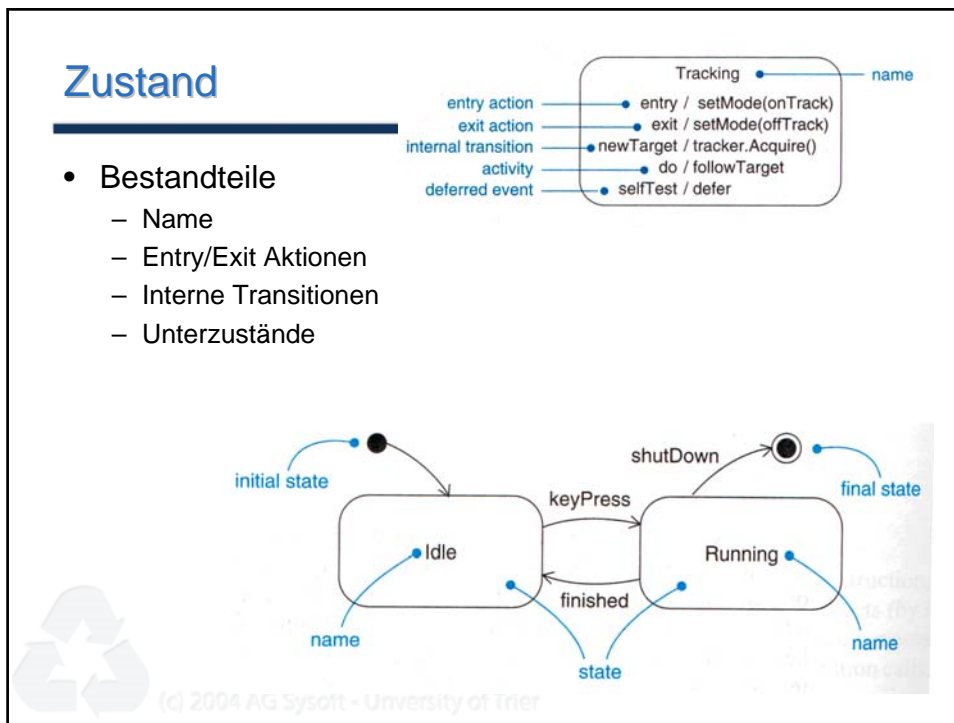 Zustand
• Bestandteile
– Name
– Entry/Exit Aktionen
– Interne Transitionen
– Unterzustände
Tracking
name
entry action
entry / setMode(onTrack)
exit action
exit / setMode(offTrack)
internal transition
newTarget / tracker.Acquire()
activity
do / followTarget
deferred event
selfTest / defer
shutDown
initial state
final state
keyPress
Idle
Running
finished
name
name
state
(c) 2004 AG Sysoft - Unversity of Trier